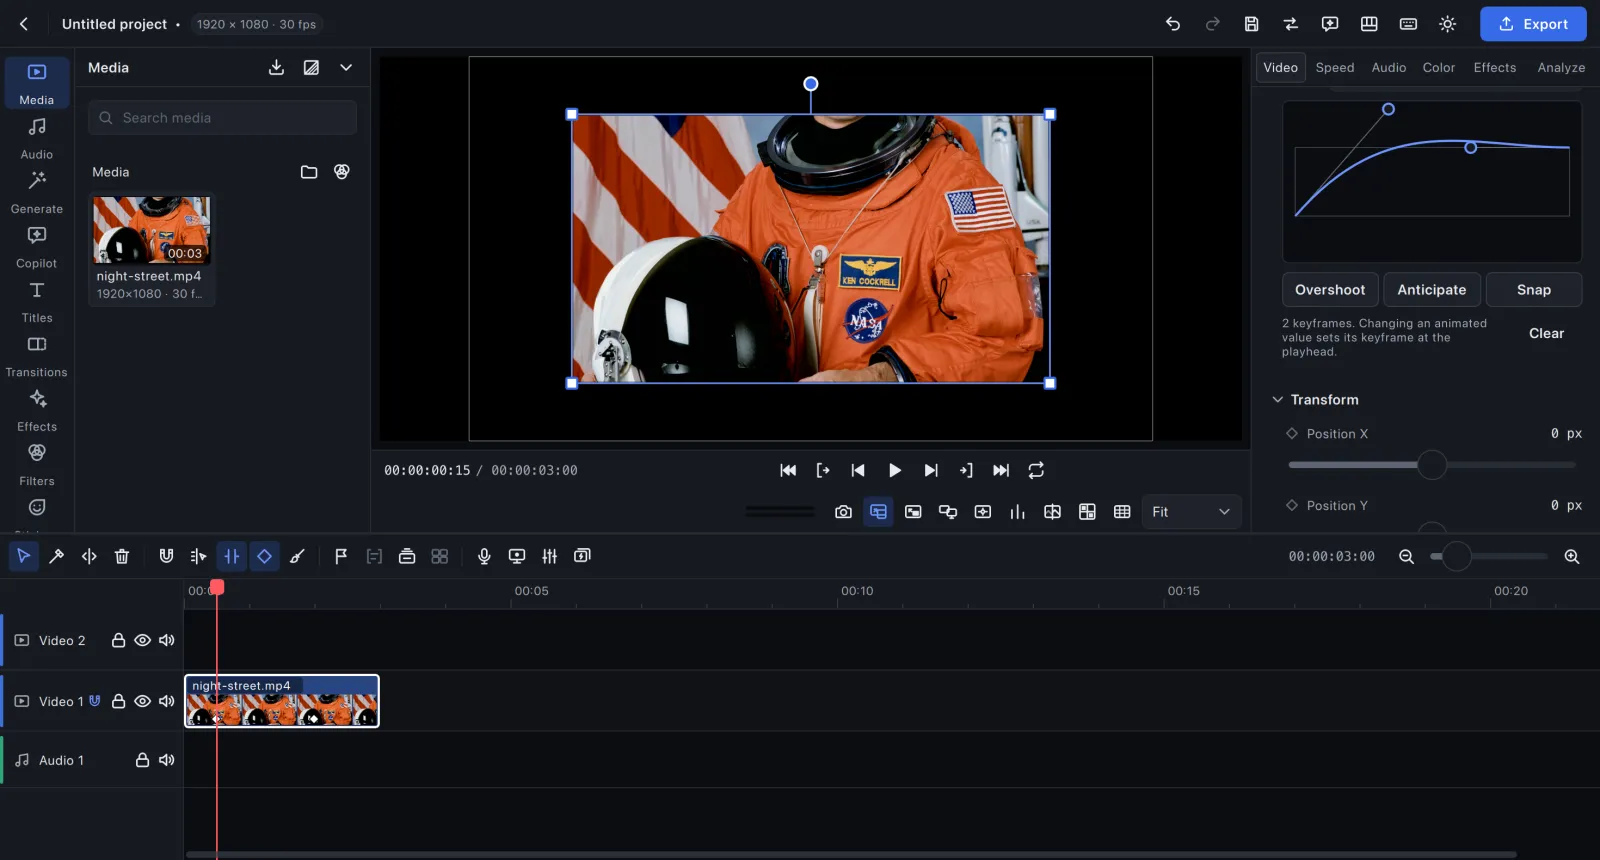 Untitled project •
1920 × 1080 · 30 fps
Export
Media
Audio
Generate
Copilot
Titles
Transitions
Effects
Filters
Media
Search media
Media
00:03
night-street.mp4
1920×1080 · 30 f...
KEN COCKRELL
NASA
00:00:00:15 / 00:00:03:00
Fit
Video Speed Audio Color Effects Analyze
Overshoot Anticipate Snap
2 keyframes. Changing an animated
value sets its keyframe at the
playhead.
Clear
Transform
Position X 0 px
Position Y 0 px
00:00:03:00
00:05 00:10 00:15 00:20
Video 2
Video 1
night-street.mp4
Audio 1